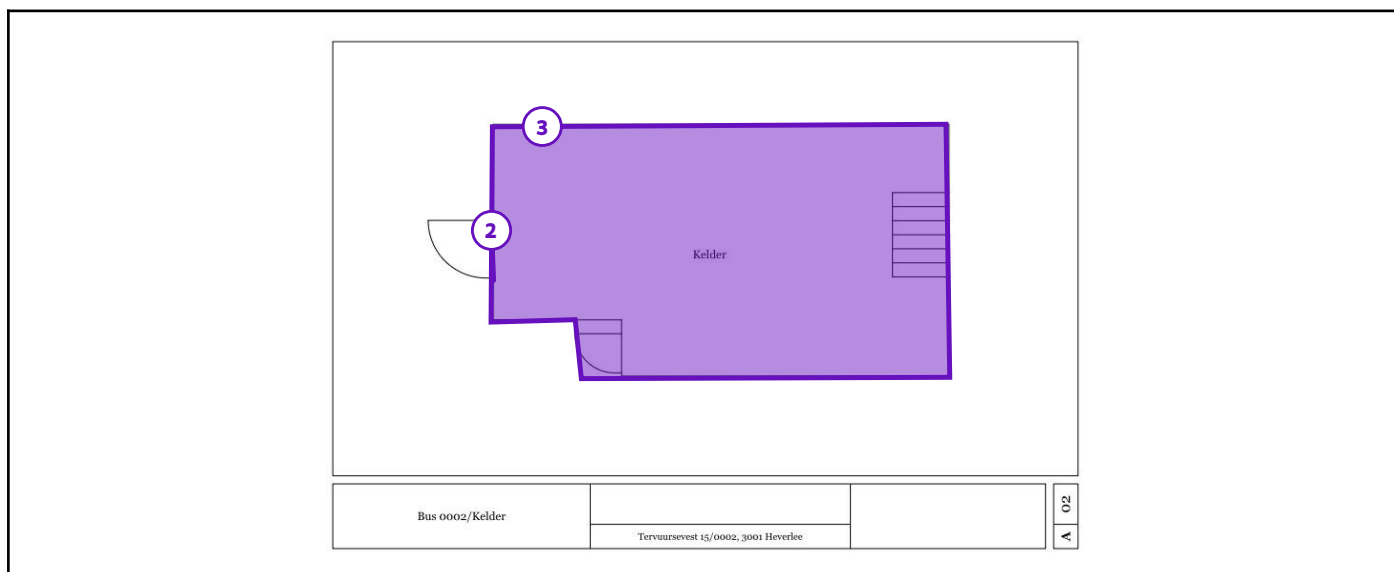 3
2
Kelder
Bus 0002/Kelder
Tervuursevest 15/0002, 3001 Heverlee
A 02